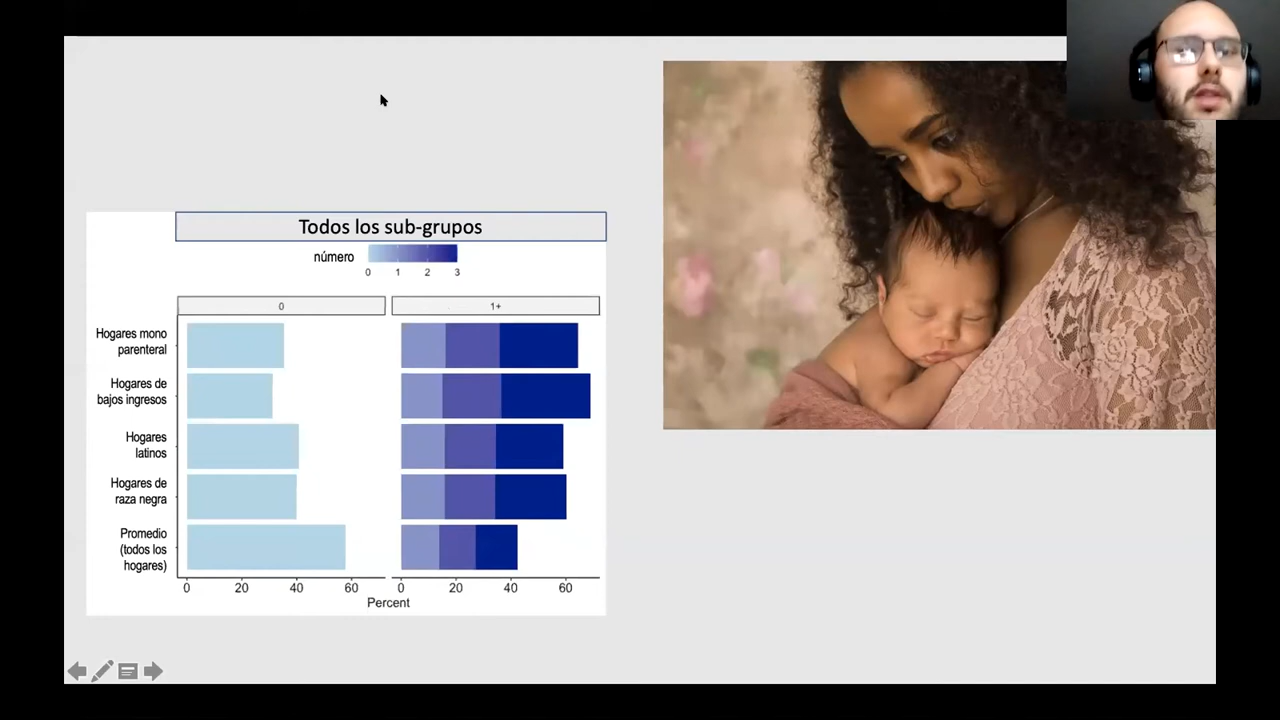 Todos los sub-grupos
número
0 1 2 3
0 1+
Hogares mono
parenteral
Hogares de
bajos ingresos
Hogares
latinos
Hogares de
raza negra
Promedio
(todos los
hogares)
0 20 40 60 0 20 40 60
Percent